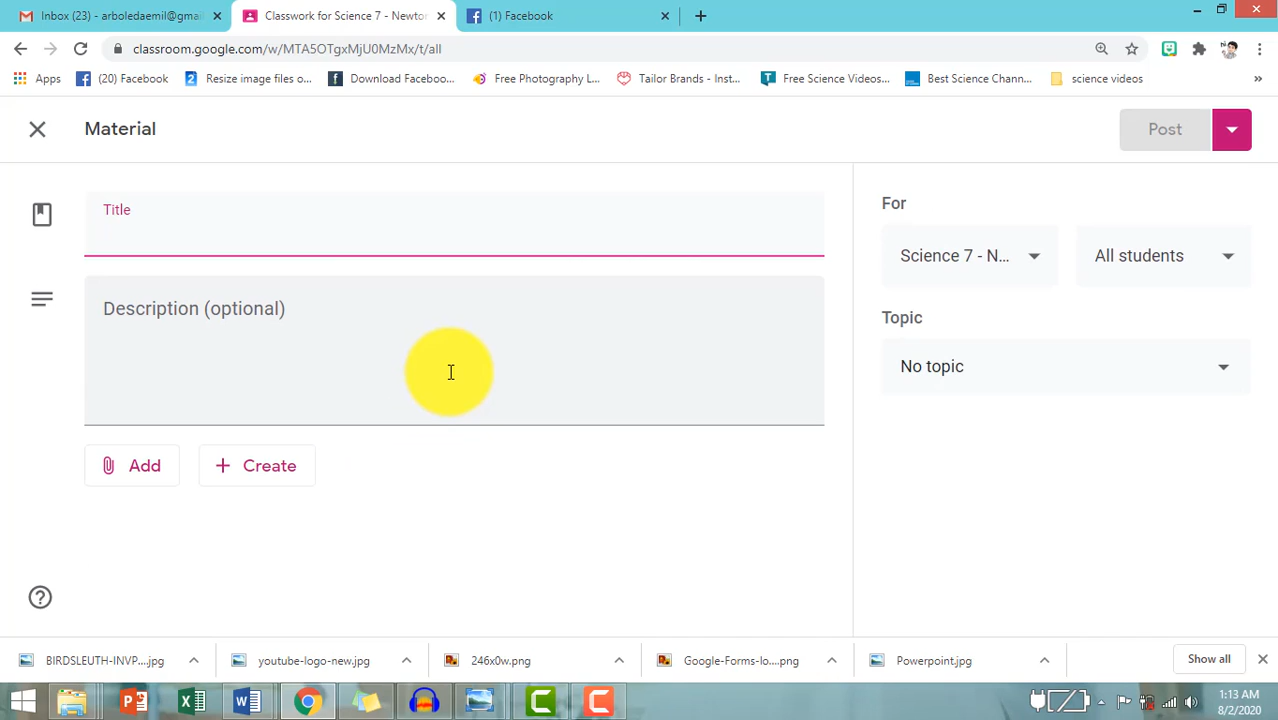 Inbox (23) - arboledaemil@gmai
Classwork for Science 7 - Newton
(1) Facebook
classroom.google.com/w/MTA5OTgxMjU0MzMx/t/all
Apps
(20) Facebook
Resize image files o...
Download Faceboo...
Free Photography L...
Tailor Brands - Inst...
Free Science Videos...
Best Science Chann...
science videos
»
Material
Post
Title
Description (optional)
Add
Create
For
Science 7 - N...
All students
Topic
No topic
BIRDSLEUTH-INVP....jpg
youtube-logo-new.jpg
246x0w.png
Google-Forms-lo....png
Powerpoint.jpg
Show all
1:13 AM
8/2/2020